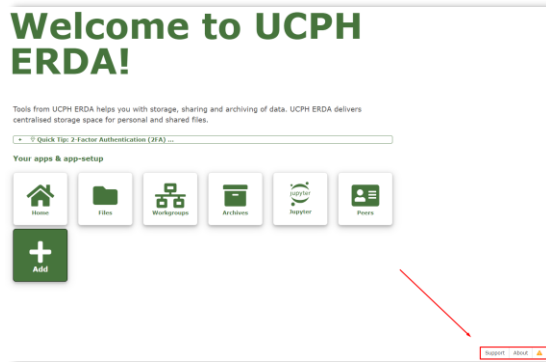 Welcome to UCPH
ERDA!
Tools from UCPH ERDA helps you with storage, sharing and archiving of data. UCPH ERDA delivers
centralised storage space for personal and shared files.
Quick Tip: 2-Factor Authentication (2FA) ...
Your apps & app-setup
Home Files Workgroups Archives jupyter Jupyter Peers
Add
Support About